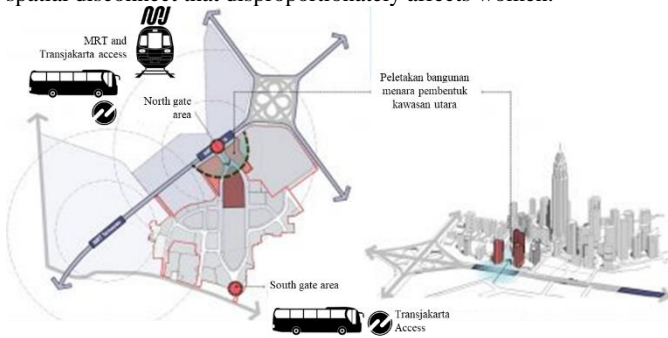 spatial disconnect that disproportionately affects women.
MRT and
Transjakarta access
North gate
area
Peletakan bangunan
menara pembentuk
kawasan utara
South gate area
Transjakarta
Access